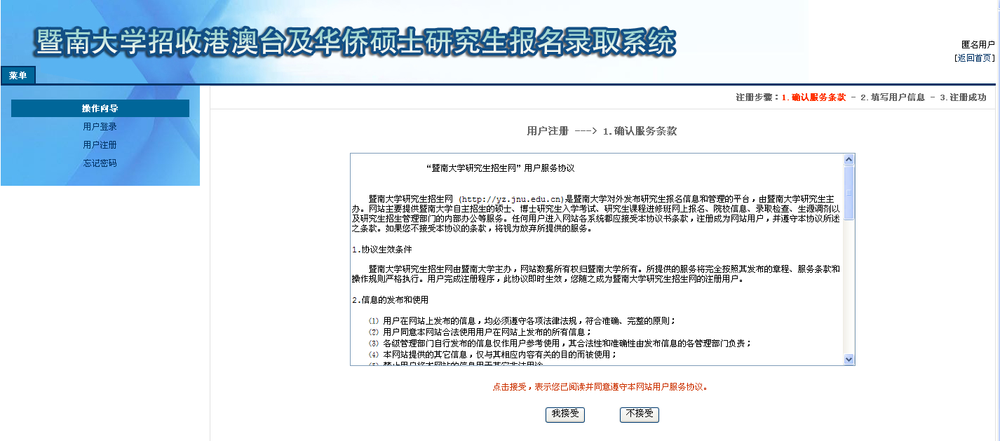 暨南大学招收港澳台及华侨硕士研究生报名录取系统
匿名用户
[返回首页]
菜单
操作向导
用户登录
用户注册
忘记密码
注册步骤：1.确认服务条款 - 2.填写用户信息 - 3.注册成功
用户注册 ---> 1.确认服务条款
“暨南大学研究生招生网”用户服务协议
暨南大学研究生招生网 (http://yz.jnu.edu.cn)是暨南大学对外发布研究生报名信息和管理的平台，由暨南大学研究生主
办。网站主要提供暨南大学自主招生的硕士、博士研究生入学考试、研究生课程进修班网上报名、院校信息、录取检查、生源调剂以
及研究生招生管理部门的内部办公等服务。任何用户进入网站各系统都应接受本协议书条款，注册成为网站用户，并遵守本协议所述
之条款。如果您不接受本协议的条款，将视为放弃所提供的服务。
1.协议生效条件
暨南大学研究生招生网由暨南大学主办，网站数据所有权归暨南大学所有。所提供的服务将完全按照其发布的章程、服务条款和
操作规则严格执行。用户完成注册程序，此协议即时生效，您随之成为暨南大学研究生招生网的注册用户。
2.信息的发布和使用
⑴ 用户在网站上发布的信息，均必须遵守各项法律法规，符合准确、完整的原则；
⑵ 用户同意本网站合法使用用户在网站上发布的所有信息；
⑶ 各级管理部门自行发布的信息仅作用户参考使用，其合法性和准确性由发布信息的各管理部门负责；
⑷ 本网站提供的其它信息，仅与其相应内容有关的目的而被使用；
⑸ 禁止用户将本网站的信息用于其它非法用途
点击接受，表示您已阅读并同意遵守本网站用户服务协议。
我接受
不接受